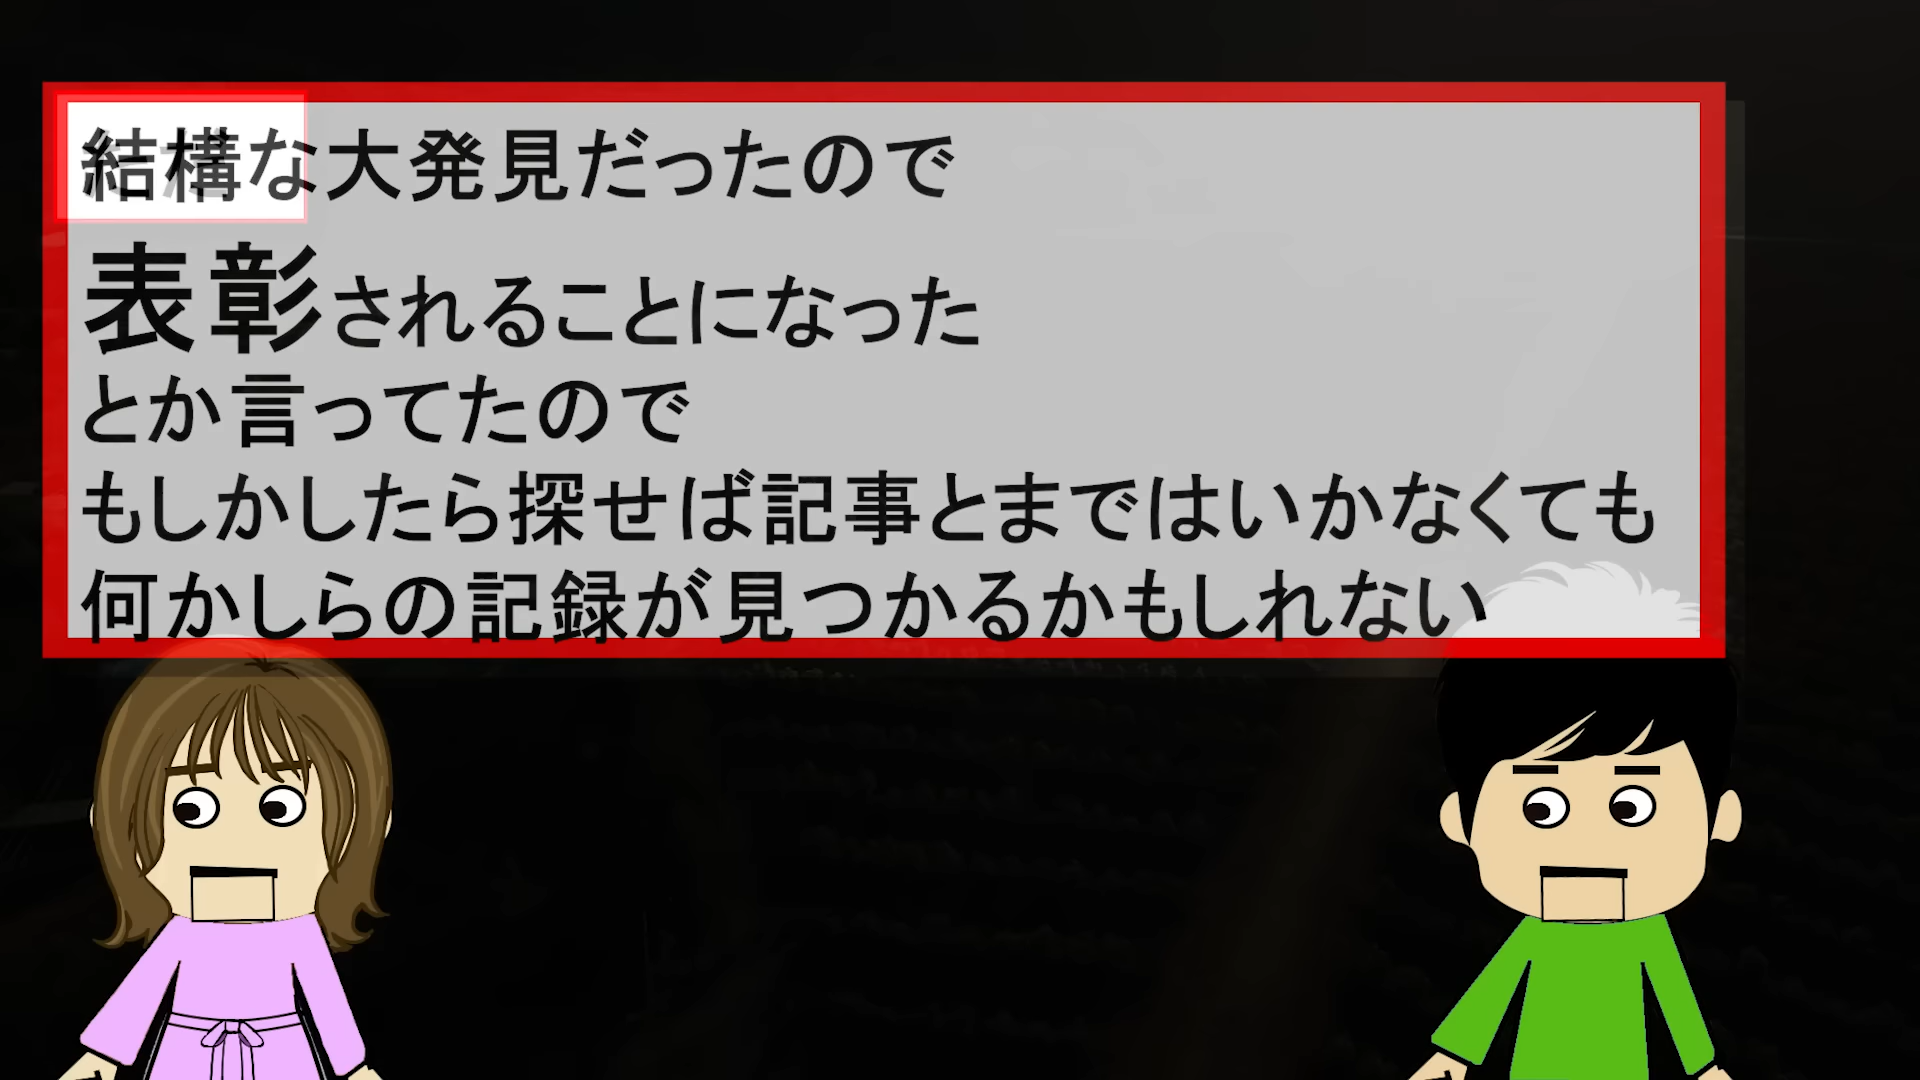 結構な大発見だったので
表彰されることになった
とか言ってたので
もしかしたら探せば記事とまではいかなくても
何かしらの記録が見つかるかもしれない